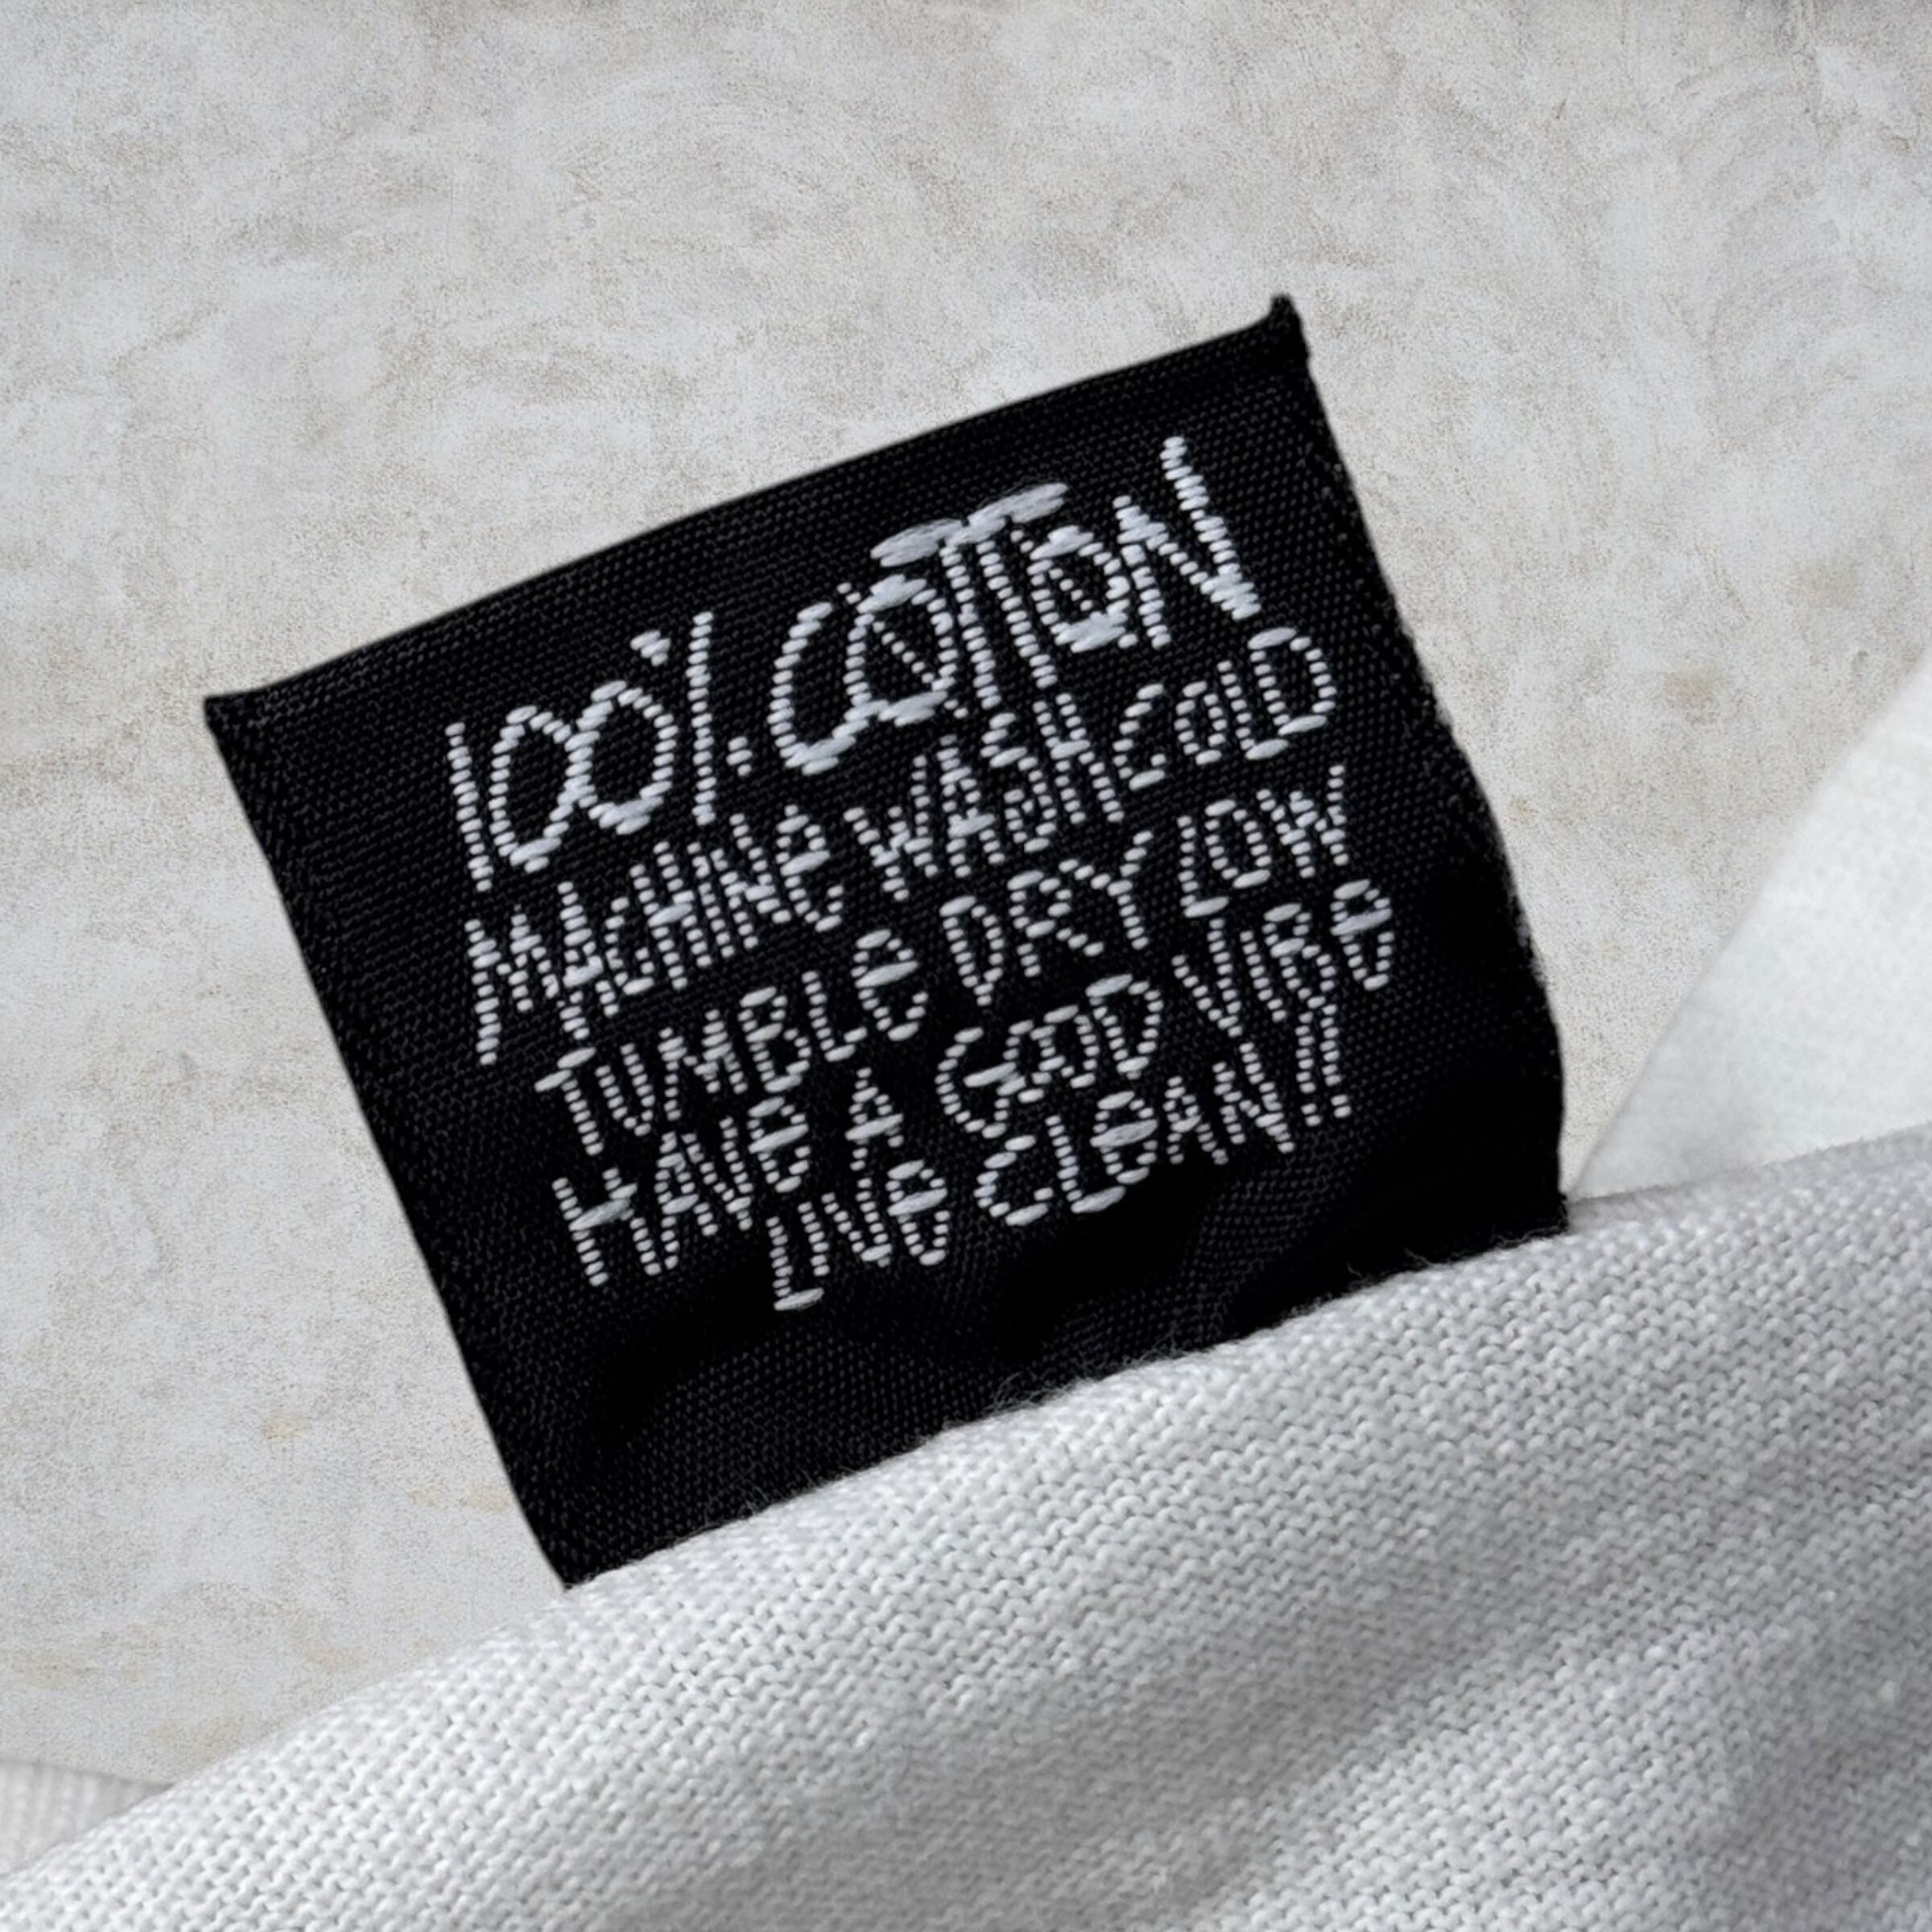 100% COTTON
MACHINE WASH COLD
TUMBLE DRY LOW
HAVE A GOOD VIBE
LIVE CLEAN!!